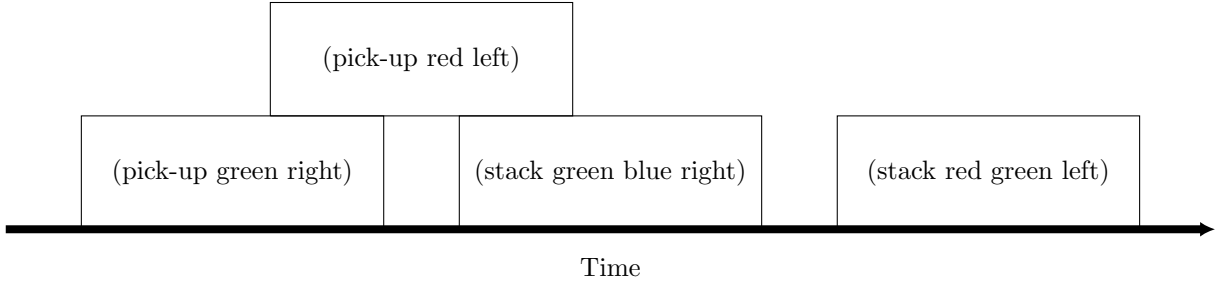 (pick-up red left)
(pick-up green right)
(stack green blue right)
(stack red green left)
Time